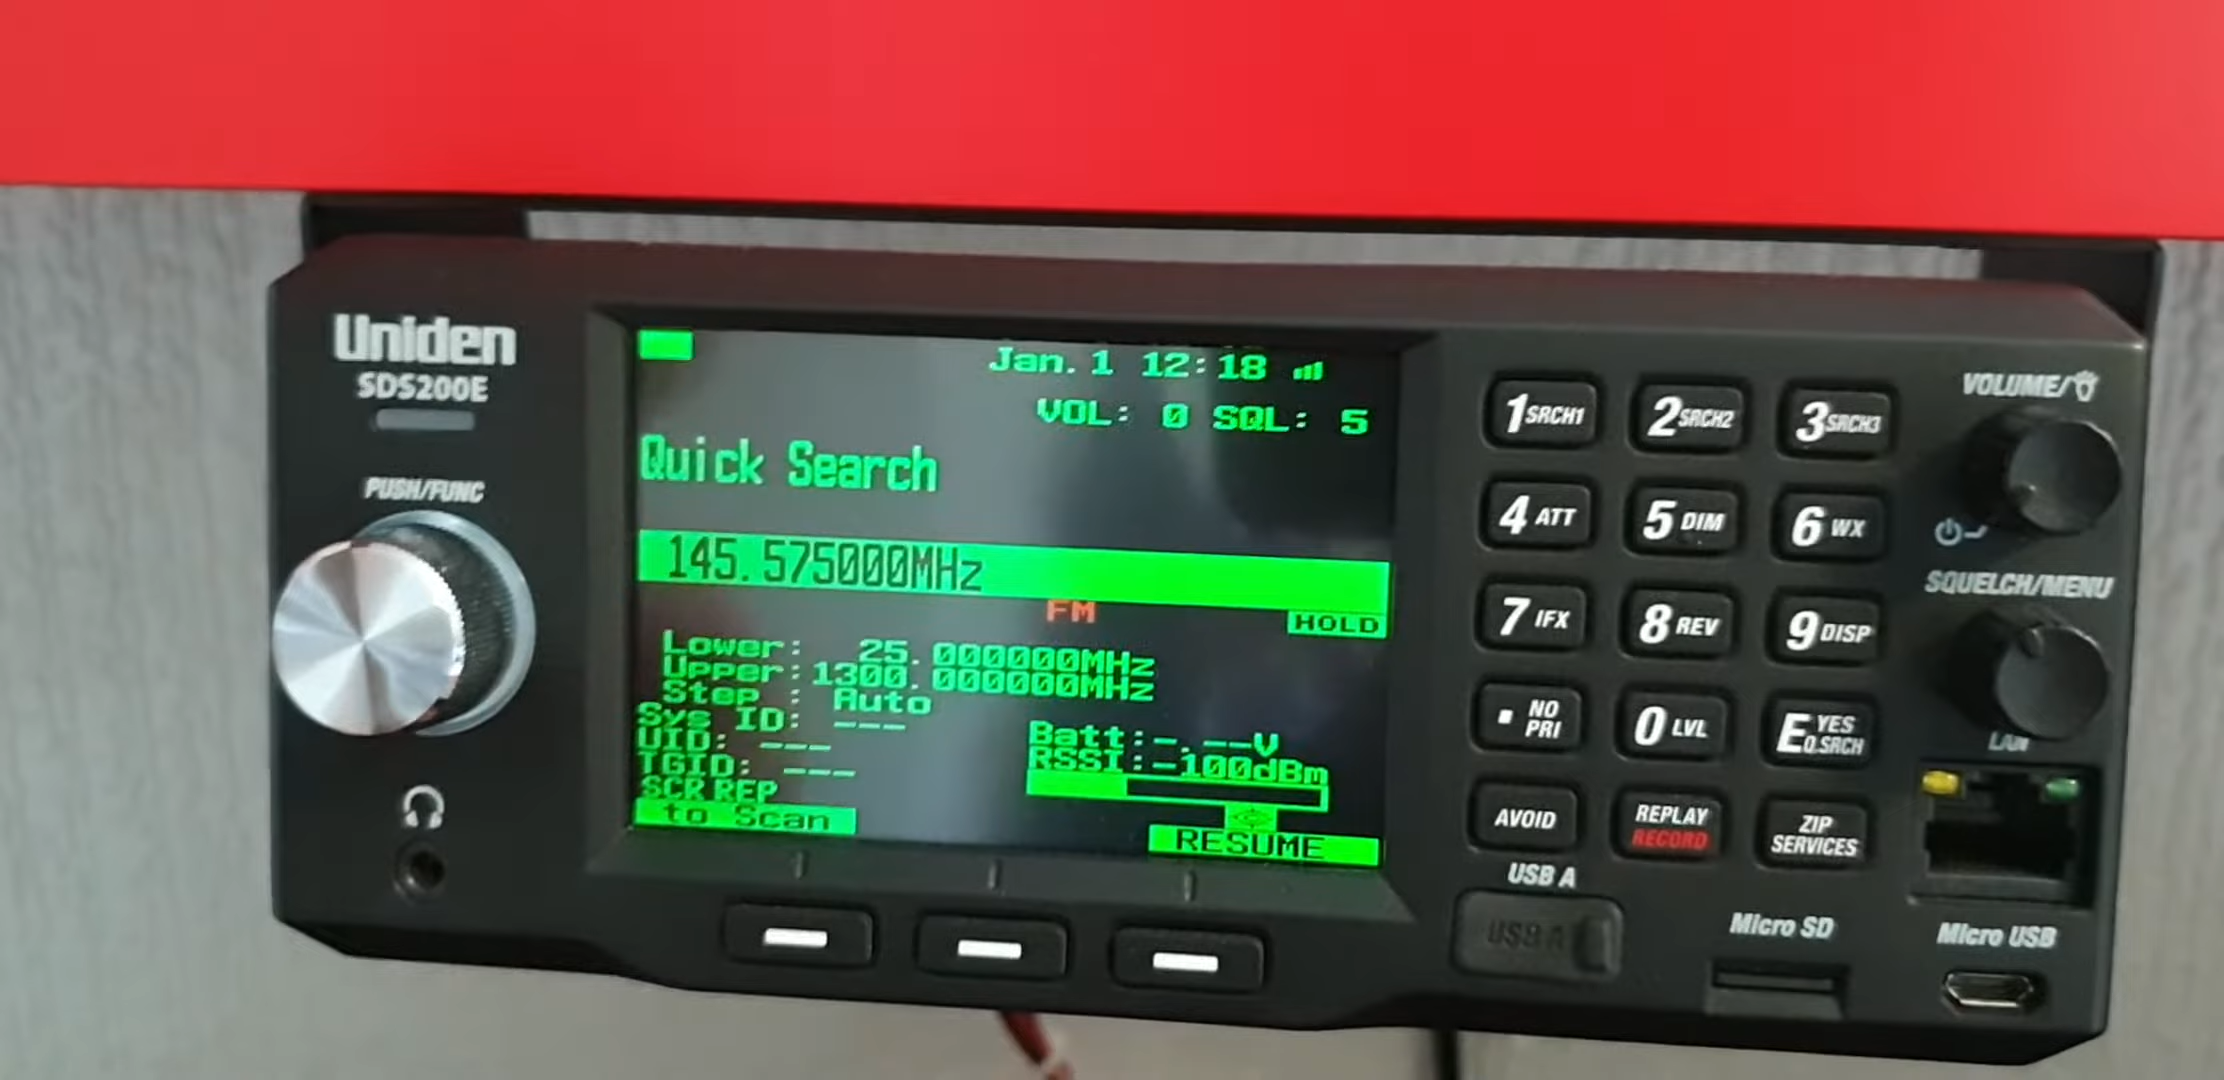 Uniden
SDS200E
PUSH/FUNC
Jan. 1 12:18
VOL: 0 SQL: 5
Quick Search
145.575000MHz
FM
HOLD
Lower: 25.000000MHz
Upper:1300.000000MHz
Step : Auto
Sys ID: ---
UID: ---
TGID: ---
SCR REP
Batt:-.--V
RSSI:-100dBm
to Scan
RESUME
1 SRCH1
2 SRCH2
3 SRCH3
4 ATT
5 DIM
6 WX
7 IFX
8 REV
9 DISP
. NO PRI
0 LVL
E YES Q.SRCH
AVOID
REPLAY
RECORD
ZIP
SERVICES
VOLUME/
SQUELCH/MENU
LAN
USB A
USB A
Micro SD
Micro USB